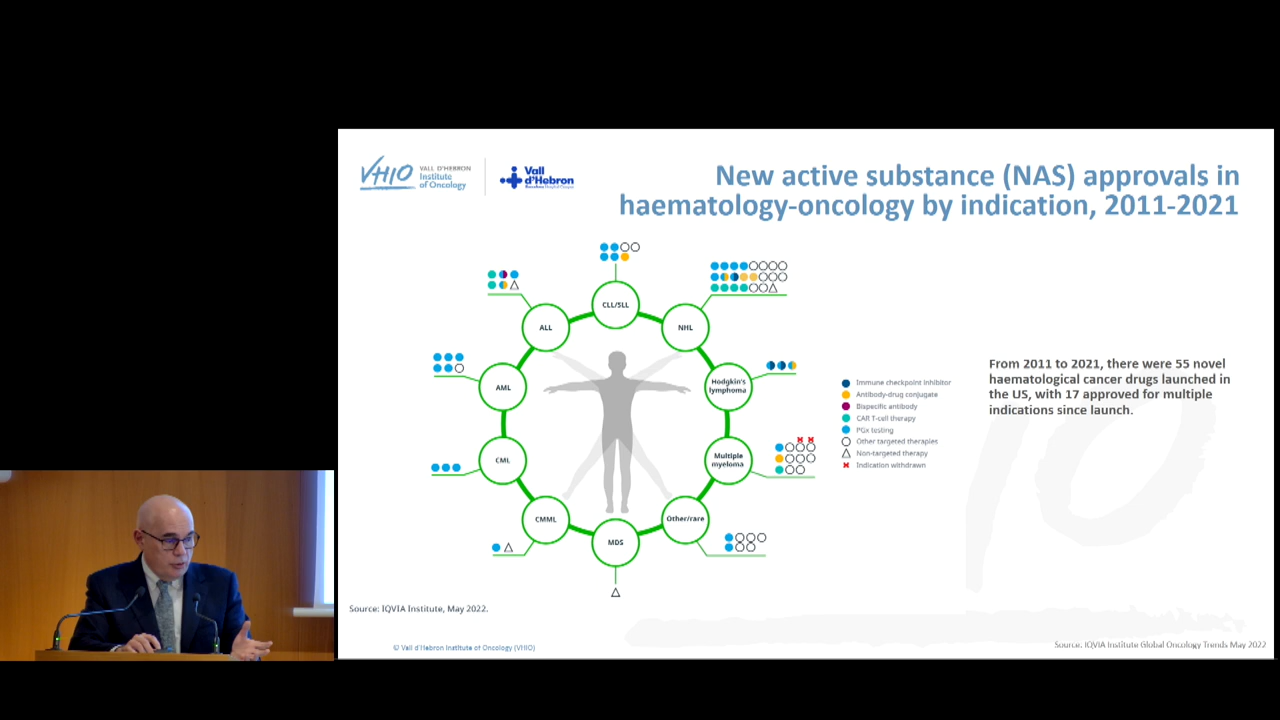 VHIO
VALL D'HEBRON
Institute
of Oncology
Vall
d'Hebron
New active substance (NAS) approvals in
haematology-oncology by indication, 2011-2021
CLL/SLL
ALL
NHL
AML
Hodgkin's
lymphoma
CML
Multiple
myeloma
CMML
MDS
Other/rare
Immune checkpoint inhibitor
Antibody-drug conjugate
Bispecific antibody
CAR T-cell therapy
PGx testing
Other targeted therapies
Non-targeted therapy
Indication withdrawn
From 2011 to 2021, there were 55 novel
haematological cancer drugs launched in
the US, with 17 approved for multiple
indications since launch.
Source: IQVIA Institute, May 2022.
© Vall d'Hebron Institute of Oncology (VHIO)
Source: IQVIA Institute Global Oncology Trends May 2022